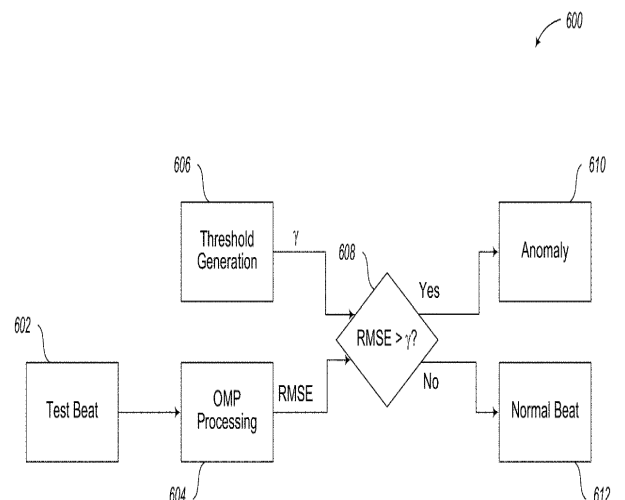 600
606
Threshold
Generation
γ
608
RMSE > γ?
Yes
No
610
Anomaly
602
Test Beat
OMP
Processing
604
RMSE
Normal Beat
612